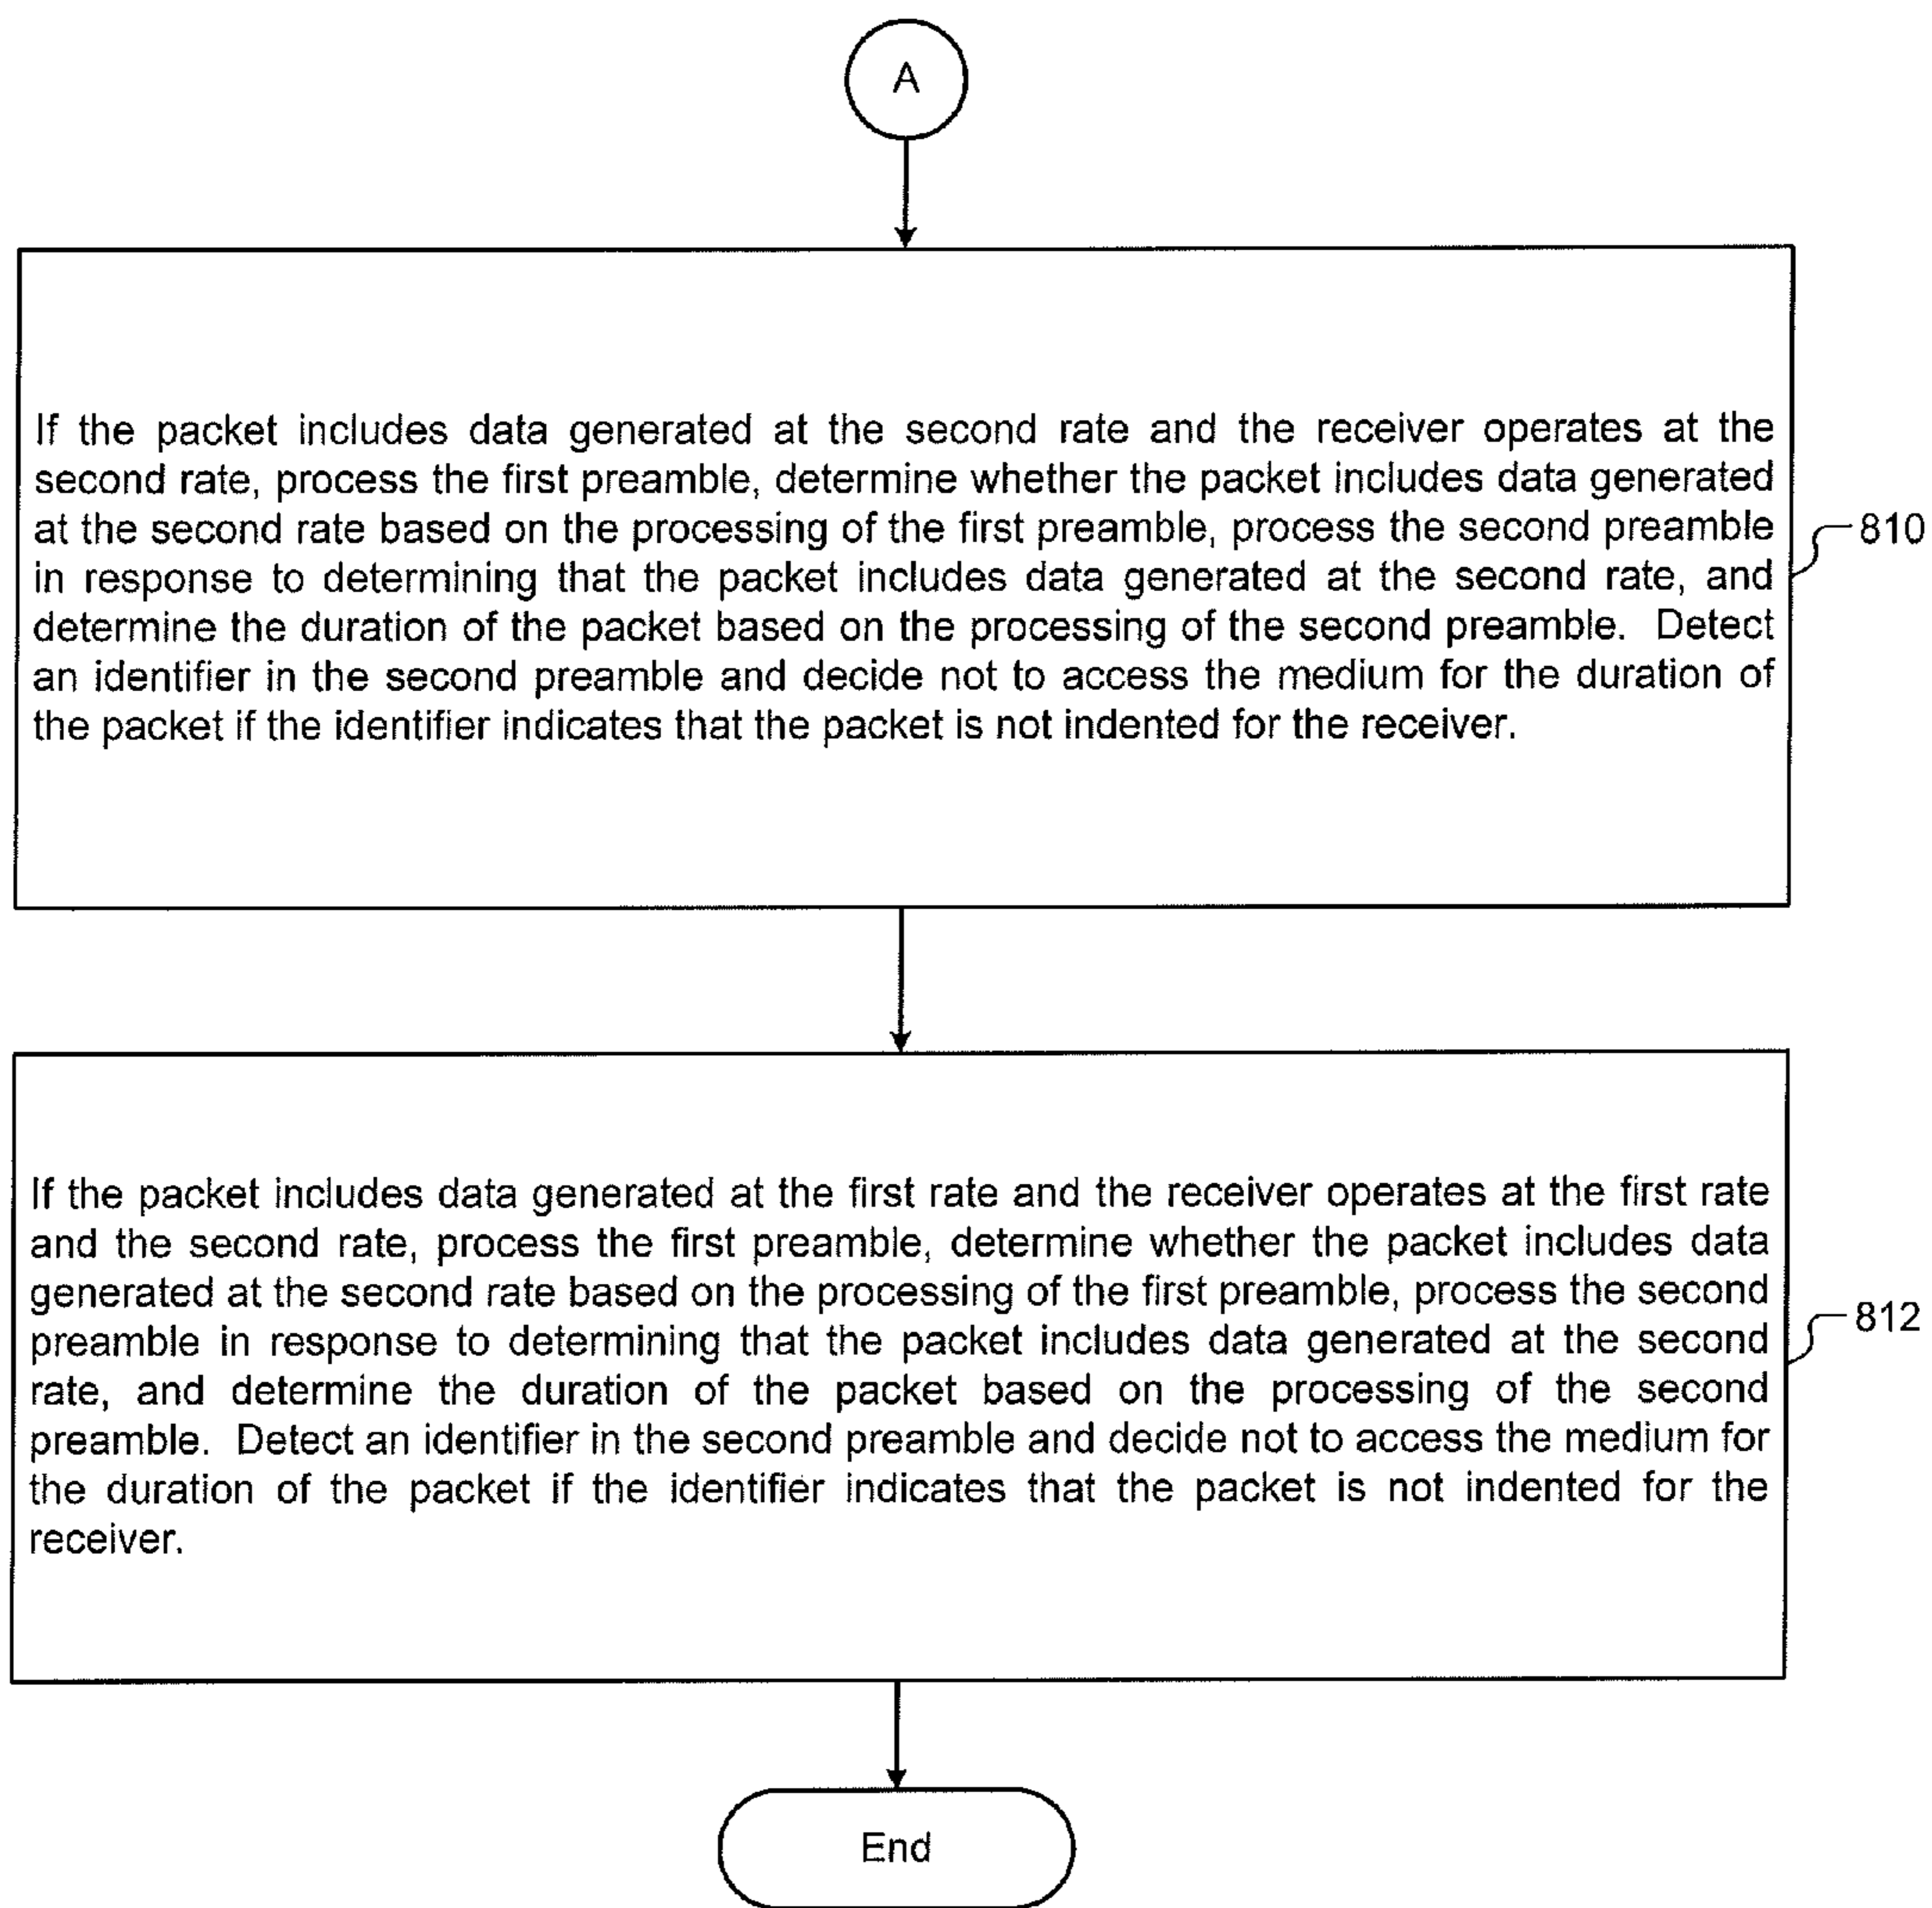 A
If the packet includes data generated at the second rate and the receiver operates at the
second rate, process the first preamble, determine whether the packet includes data generated
at the second rate based on the processing of the first preamble, process the second preamble
in response to determining that the packet includes data generated at the second rate, and
determine the duration of the packet based on the processing of the second preamble. Detect
an identifier in the second preamble and decide not to access the medium for the duration of
the packet if the identifier indicates that the packet is not indented for the receiver.
810
If the packet includes data generated at the first rate and the receiver operates at the first rate
and the second rate, process the first preamble, determine whether the packet includes data
generated at the second rate based on the processing of the first preamble, process the second
preamble in response to determining that the packet includes data generated at the second
rate, and determine the duration of the packet based on the processing of the second
preamble. Detect an identifier in the second preamble and decide not to access the medium for
the duration of the packet if the identifier indicates that the packet is not indented for the
receiver.
812
End